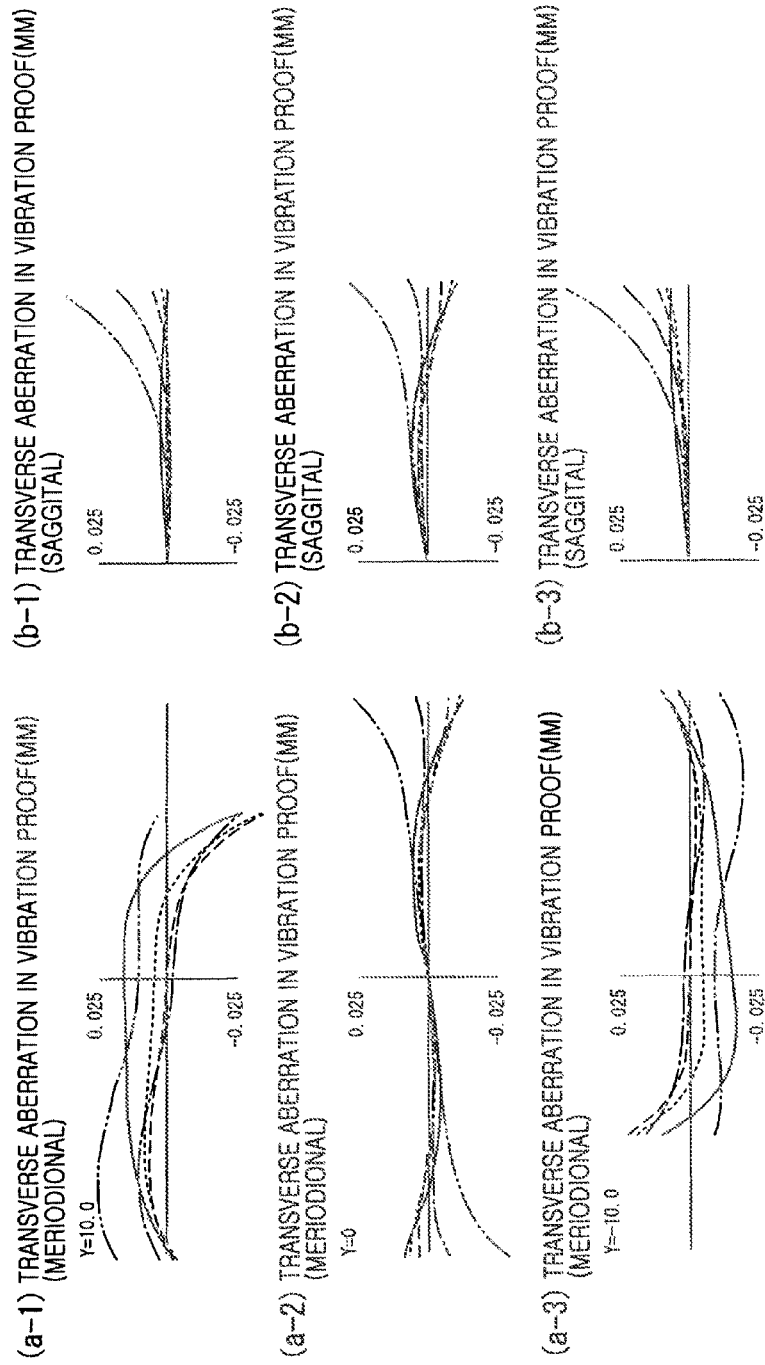 (a-1) TRANSVERSE ABERRATION IN VIBRATION PROOF(MM)
(MERIODIONAL)
Y=10.0
0.025
-0.025
(b-1) TRANSVERSE ABERRATION IN VIBRATION PROOF(MM)
(SAGGITAL)
0.025
-0.025
(a-2) TRANSVERSE ABERRATION IN VIBRATION PROOF(MM)
(MERIODIONAL)
Y=0
0.025
-0.025
(b-2) TRANSVERSE ABERRATION IN VIBRATION PROOF(MM)
(SAGGITAL)
0.025
-0.025
(a-3) TRANSVERSE ABERRATION IN VIBRATION PROOF(MM)
(MERIODIONAL)
Y=-10.0
0.025
-0.025
(b-3) TRANSVERSE ABERRATION IN VIBRATION PROOF(MM)
(SAGGITAL)
0.025
-0.025